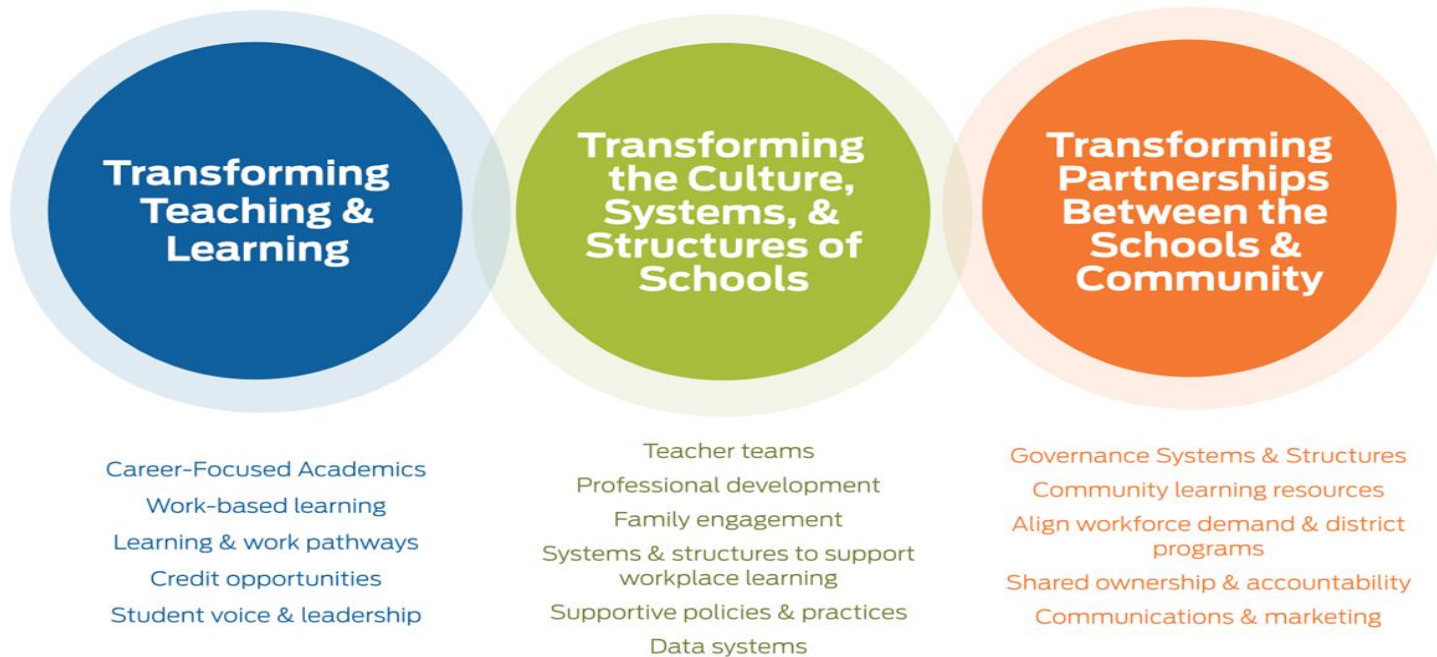 Transforming
Teaching &
Learning
Transforming
the Culture,
Systems, &
Structures of
Schools
Transforming
Partnerships
Between the
Schools &
Community
Career-Focused Academics
Work-based learning
Learning & work pathways
Credit opportunities
Student voice & leadership
Teacher teams
Professional development
Family engagement
Systems & structures to support
workplace learning
Supportive policies & practices
Data systems
Governance Systems & Structures
Community learning resources
Align workforce demand & district
programs
Shared ownership & accountability
Communications & marketing